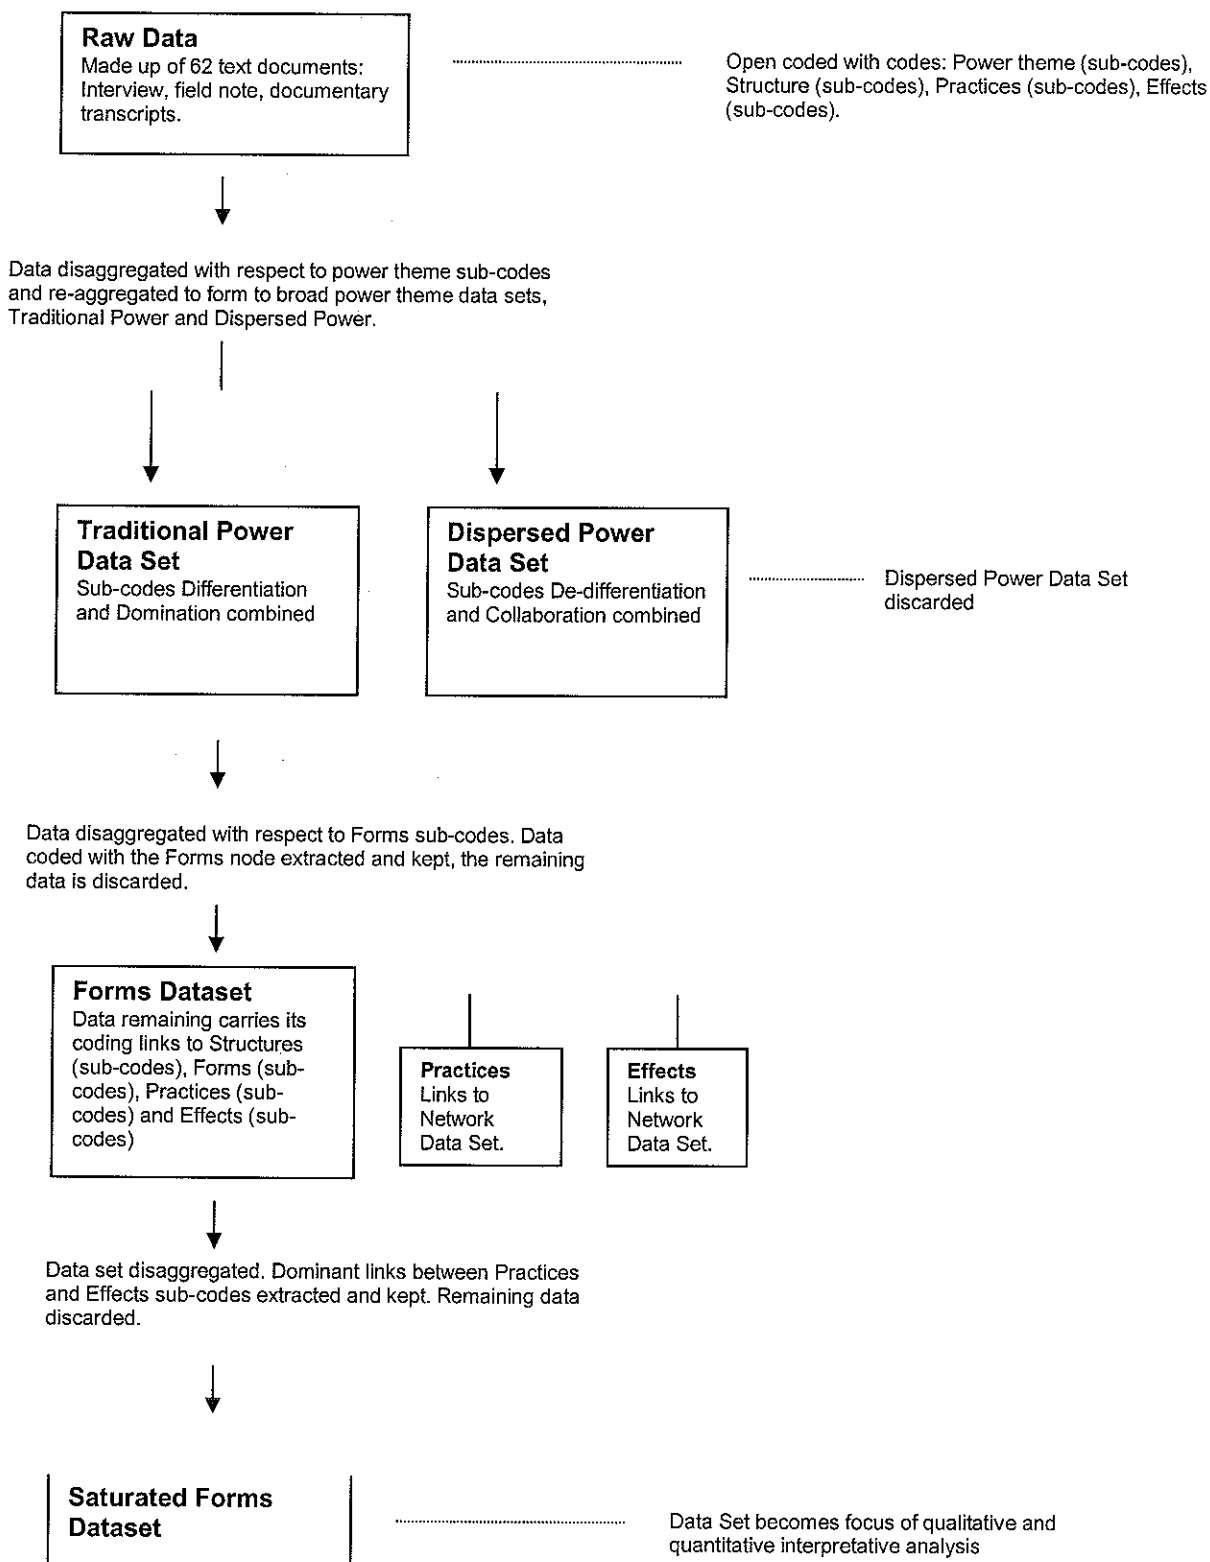 Raw Data
Made up of 62 text documents:
Interview, field note, documentary
transcripts.
Open coded with codes: Power theme (sub-codes),
Structure (sub-codes), Practices (sub-codes), Effects
(sub-codes).
Data disaggregated with respect to power theme sub-codes
and re-aggregated to form to broad power theme data sets,
Traditional Power and Dispersed Power.
Traditional Power
Data Set
Sub-codes Differentiation
and Domination combined
Dispersed Power
Data Set
Sub-codes De-differentiation
and Collaboration combined
Dispersed Power Data Set
discarded
Data disaggregated with respect to Forms sub-codes. Data
coded with the Forms node extracted and kept, the remaining
data is discarded.
Forms Dataset
Data remaining carries its
coding links to Structures
(sub-codes), Forms (sub-
codes), Practices (sub-
codes) and Effects (sub-
codes)
Practices
Links to
Network
Data Set.
Effects
Links to
Network
Data Set.
Data set disaggregated. Dominant links between Practices
and Effects sub-codes extracted and kept. Remaining data
discarded.
Saturated Forms
Dataset
Data Set becomes focus of qualitative and
quantitative interpretative analysis